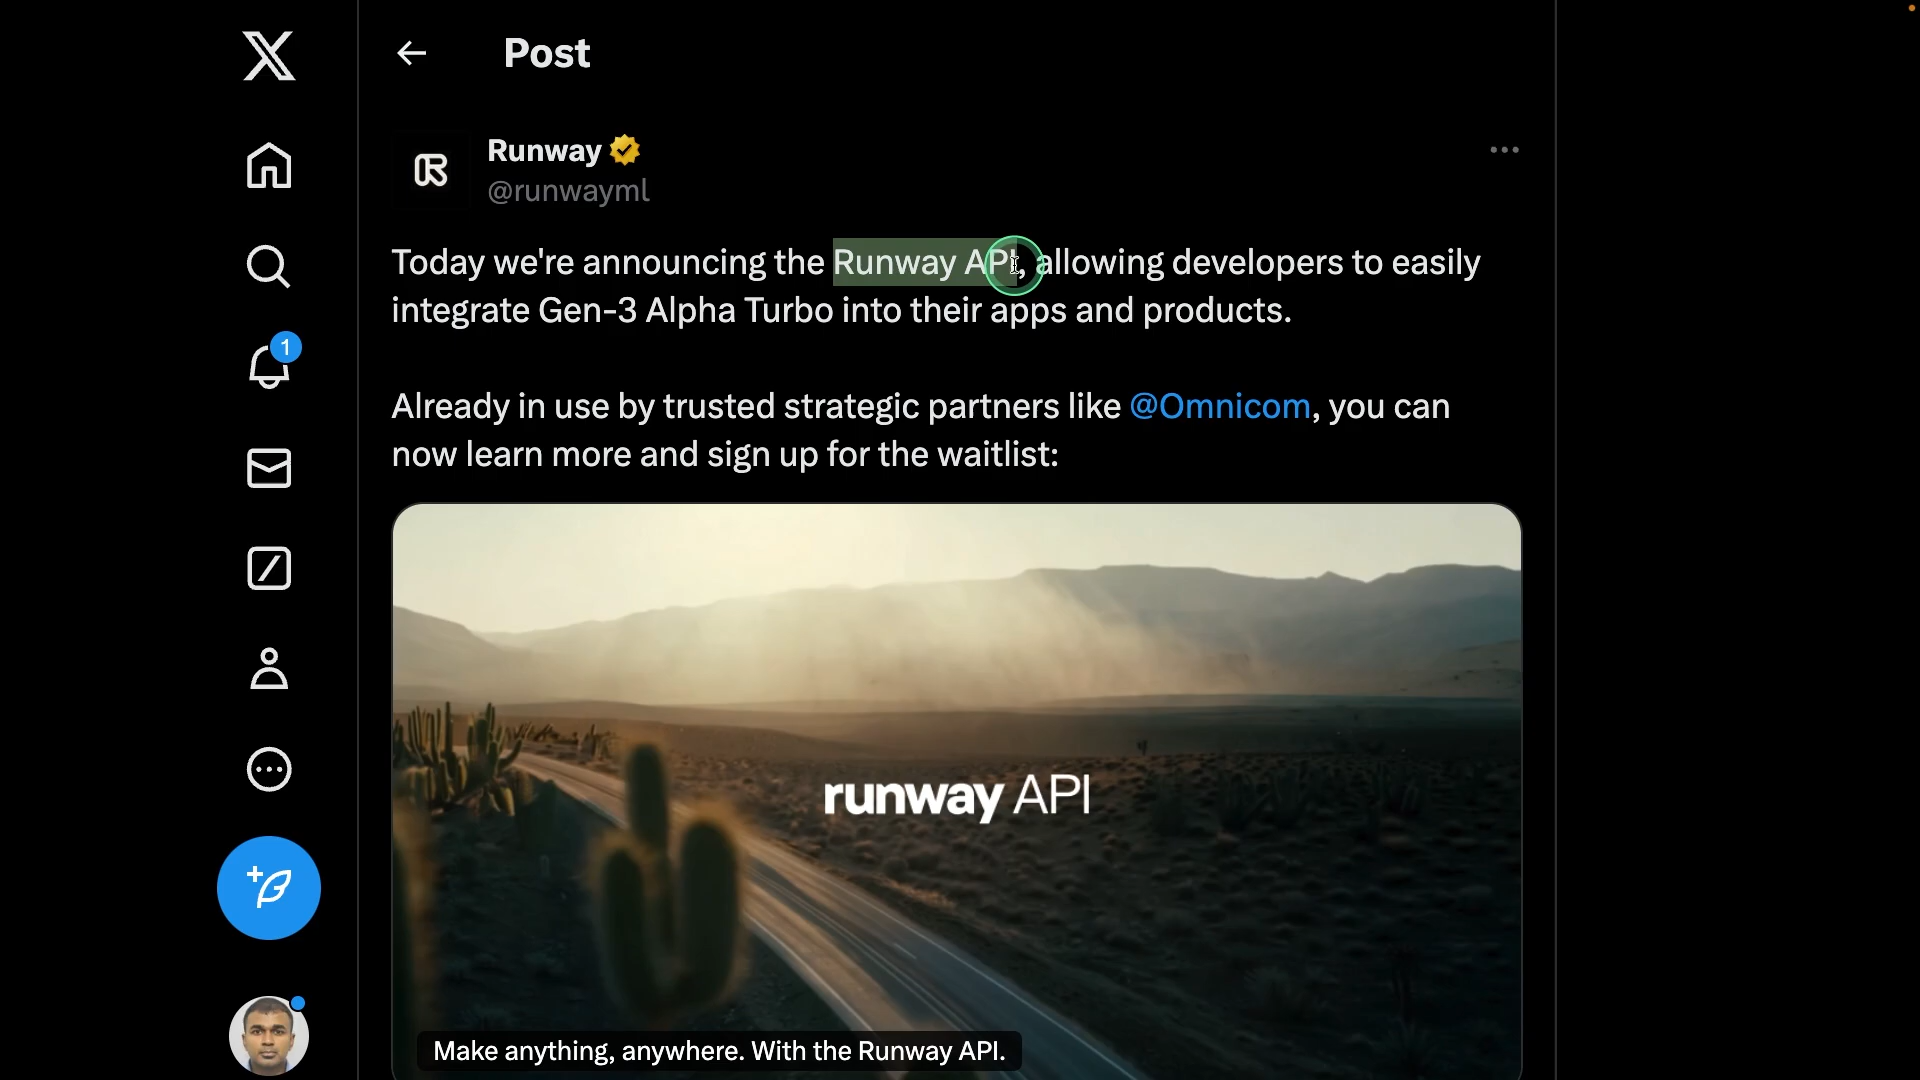 Post
Runway
@runwayml
Today we're announcing the Runway API, allowing developers to easily
integrate Gen-3 Alpha Turbo into their apps and products.
Already in use by trusted strategic partners like @Omnicom, you can
now learn more and sign up for the waitlist:
1
runway API
Make anything, anywhere. With the Runway API.